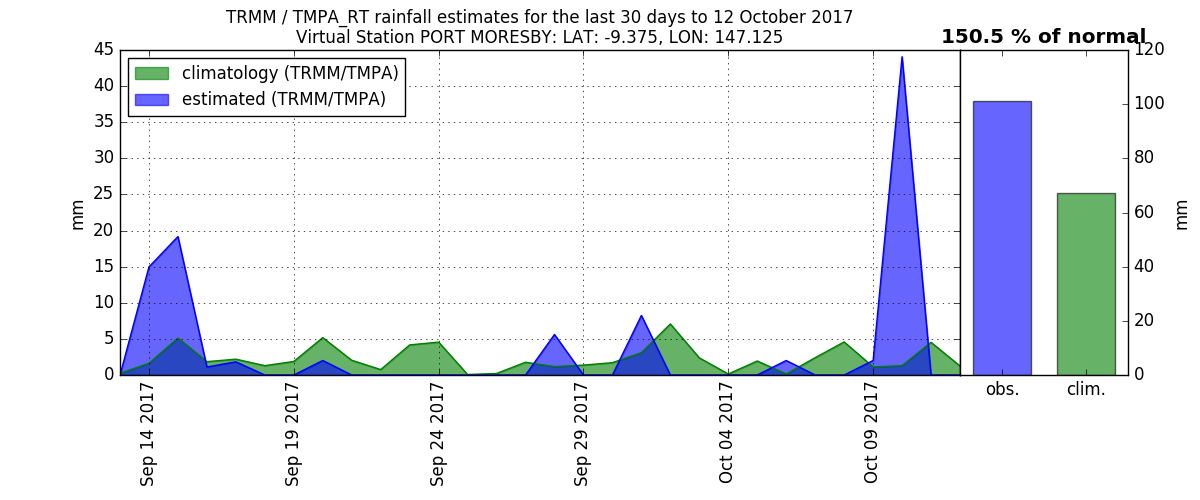 TRMM / TMPA_RT rainfall estimates for the last 30 days to 12 October 2017
Virtual Station PORT MORESBY: LAT: -9.375, LON: 147.125
150.5 % of normal
climatology (TRMM/TMPA)
estimated (TRMM/TMPA)
45
40
35
30
25
20
15
10
5
0
mm
Sep 14 2017
Sep 19 2017
Sep 24 2017
Sep 29 2017
Oct 04 2017
Oct 09 2017
120
100
80
60
40
20
0
mm
obs.
clim.